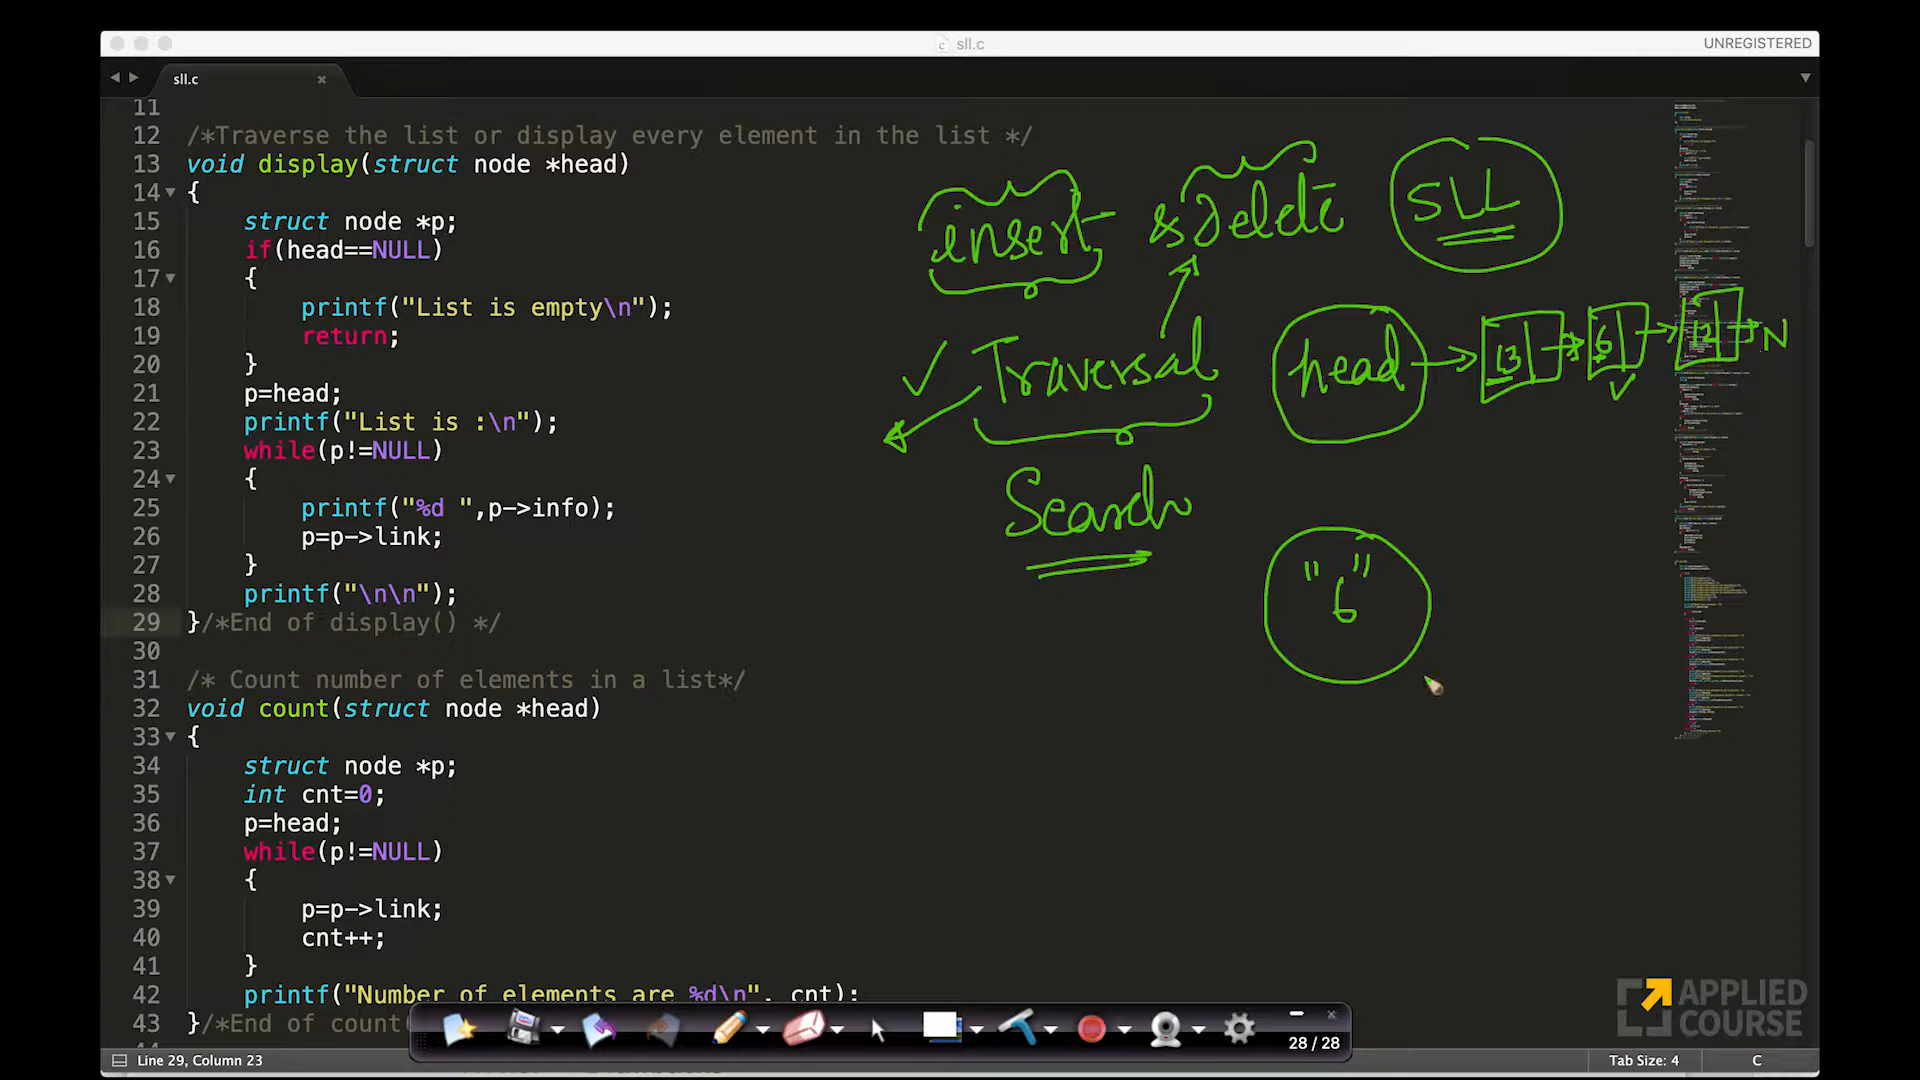 sll.c
UNREGISTERED
sll.c
11
12 /*Traverse the list or display every element in the list */
13 void display(struct node *head)
14 {
15 struct node *p;
16 if(head==NULL)
17 {
18 printf("List is empty\n");
19 return;
20 }
21 p=head;
22 printf("List is :\n");
23 while(p!=NULL)
24 {
25 printf("%d ",p->info);
26 p=p->link;
27 }
28 printf("\n\n");
29 }/*End of display() */
30
31 /* Count number of elements in a list*/
32 void count(struct node *head)
33 {
34 struct node *p;
35 int cnt=0;
36 p=head;
37 while(p!=NULL)
38 {
39 p=p->link;
40 cnt++;
41 }
42 printf("Number of elements are %d\n", cnt);
43 }/*End of count(
insert & Delete SLL
Traversal head 13 6 12 N
Search
"6"
APPLIED
COURSE
28 / 28
Line 29, Column 23
Tab Size: 4
C